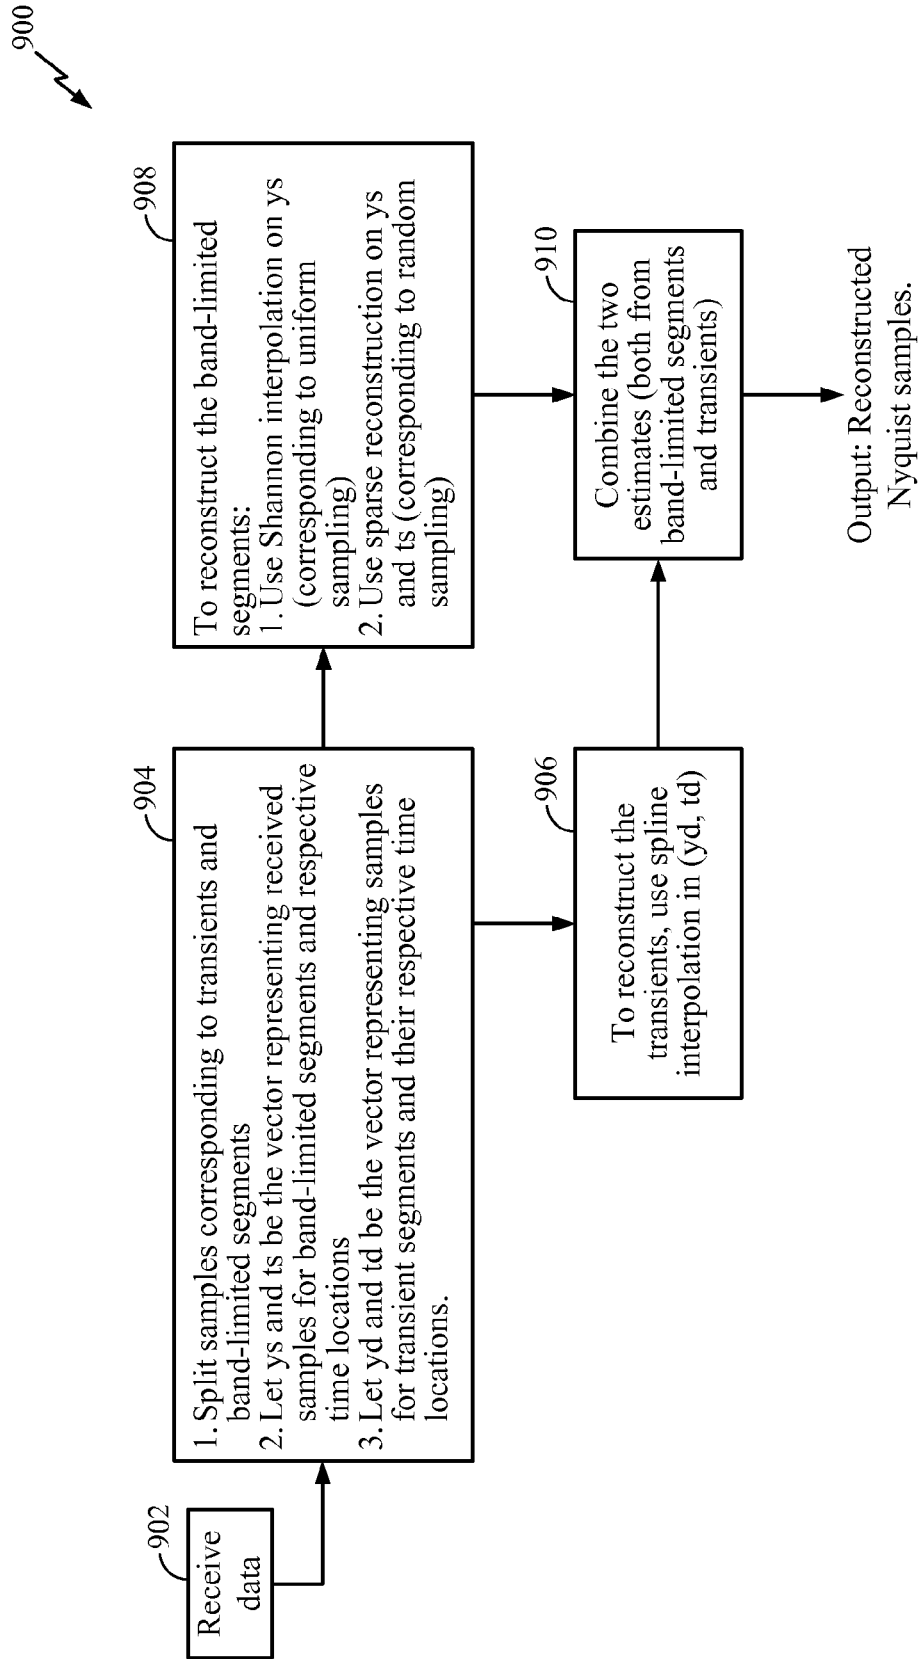 900
902
Receive
data
904
1. Split samples corresponding to transients and
band-limited segments
2. Let ys and ts be the vector representing received
samples for band-limited segments and respective
time locations
3. Let yd and td be the vector representing samples
for transient segments and their respective time
locations.
908
To reconstruct the band-limited
segments:
1. Use Shannon interpolation on ys
(corresponding to uniform
sampling)
2. Use sparse reconstruction on ys
and ts (corresponding to random
sampling)
906
To reconstruct the
transients, use spline
interpolation in (yd, td)
910
Combine the two
estimates (both from
band-limited segments
and transients)
Output: Reconstructed
Nyquist samples.